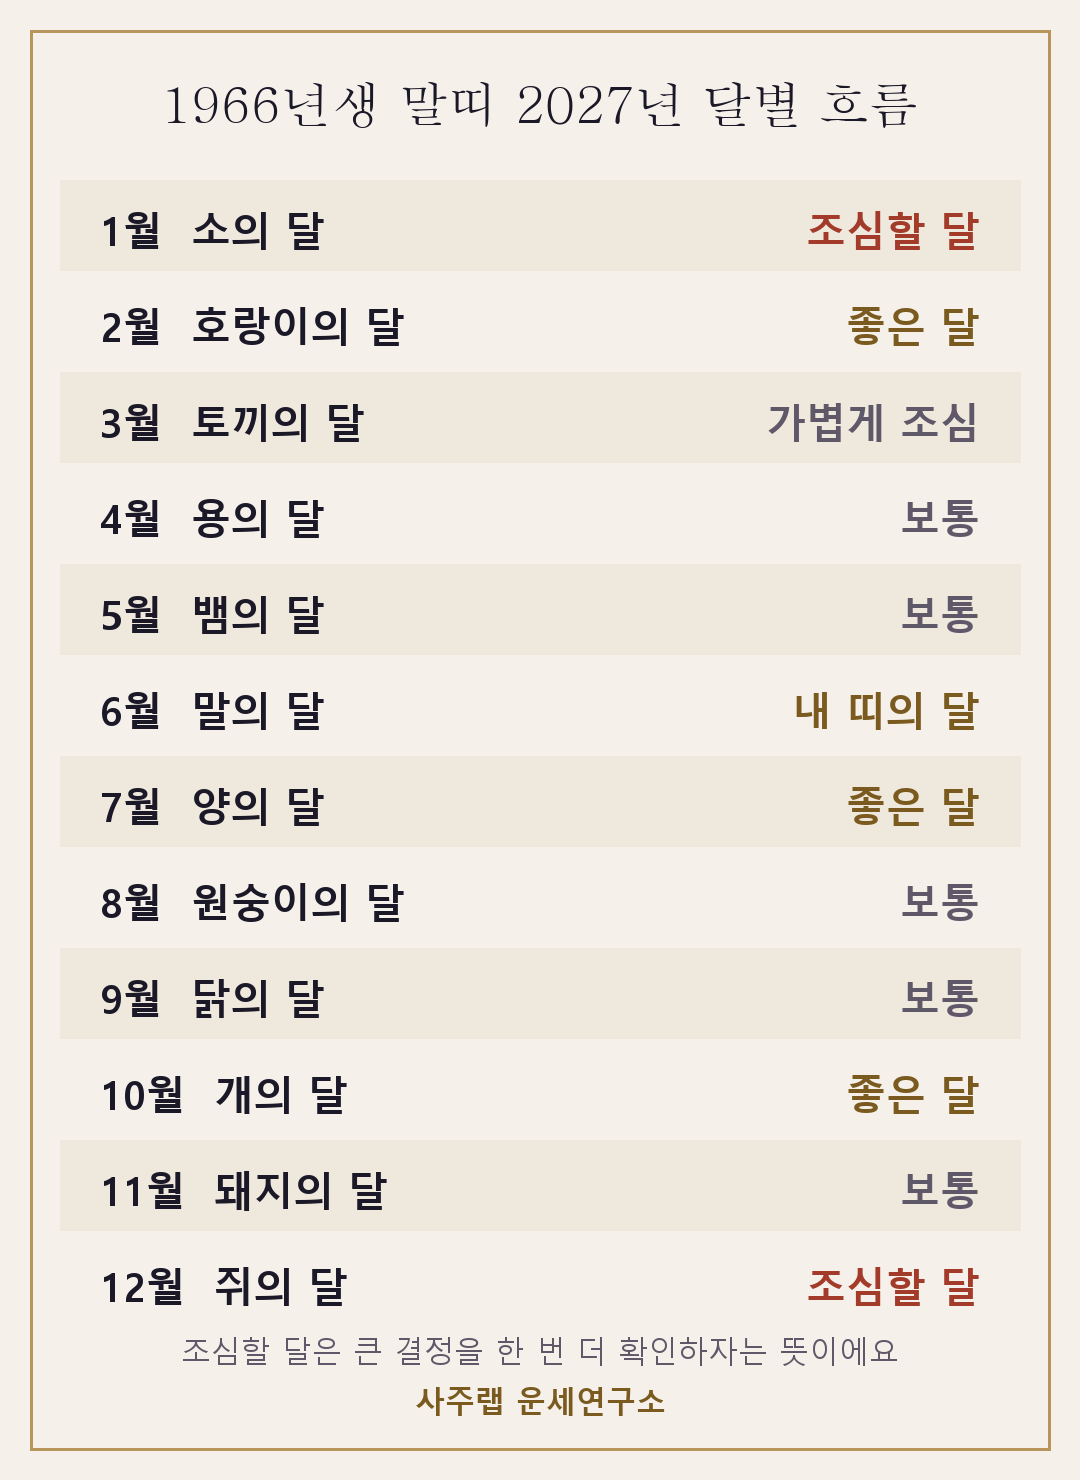 1966년생 말띠 2027년 달별 흐름
1월 소의 달 조심할 달
2월 호랑이의 달 좋은 달
3월 토끼의 달 가볍게 조심
4월 용의 달 보통
5월 뱀의 달 보통
6월 말의 달 내 띠의 달
7월 양의 달 좋은 달
8월 원숭이의 달 보통
9월 닭의 달 보통
10월 개의 달 좋은 달
11월 돼지의 달 보통
12월 쥐의 달 조심할 달
조심할 달은 큰 결정을 한 번 더 확인하자는 뜻이에요
사주랩 운세연구소